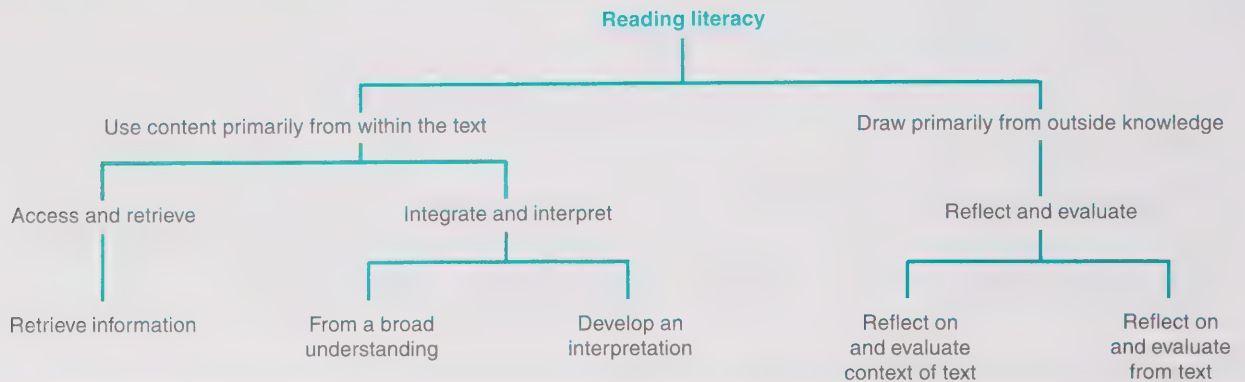 Reading literacy
Use content primarily from within the text
Draw primarily from outside knowledge
Access and retrieve
Integrate and interpret
Reflect and evaluate
Retrieve information
From a broad
understanding
Develop an
interpretation
Reflect on
and evaluate
context of text
Reflect on
and evaluate
from text